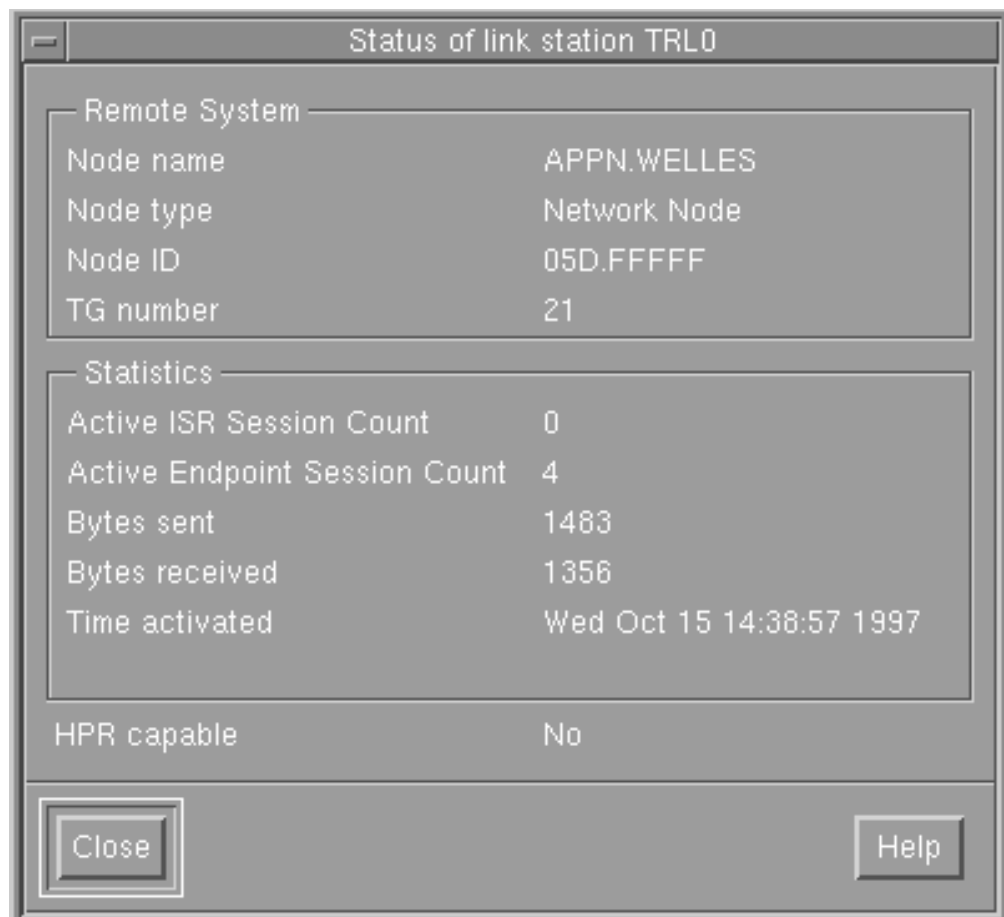 Status of link station TRL0
Remote System
Node name APPN.WELLES
Node type Network Node
Node ID 05D.FFFFF
TG number 21
Statistics
Active ISR Session Count 0
Active Endpoint Session Count 4
Bytes sent 1483
Bytes received 1356
Time activated Wed Oct 15 14:38:57 1997
HPR capable No
Close Help